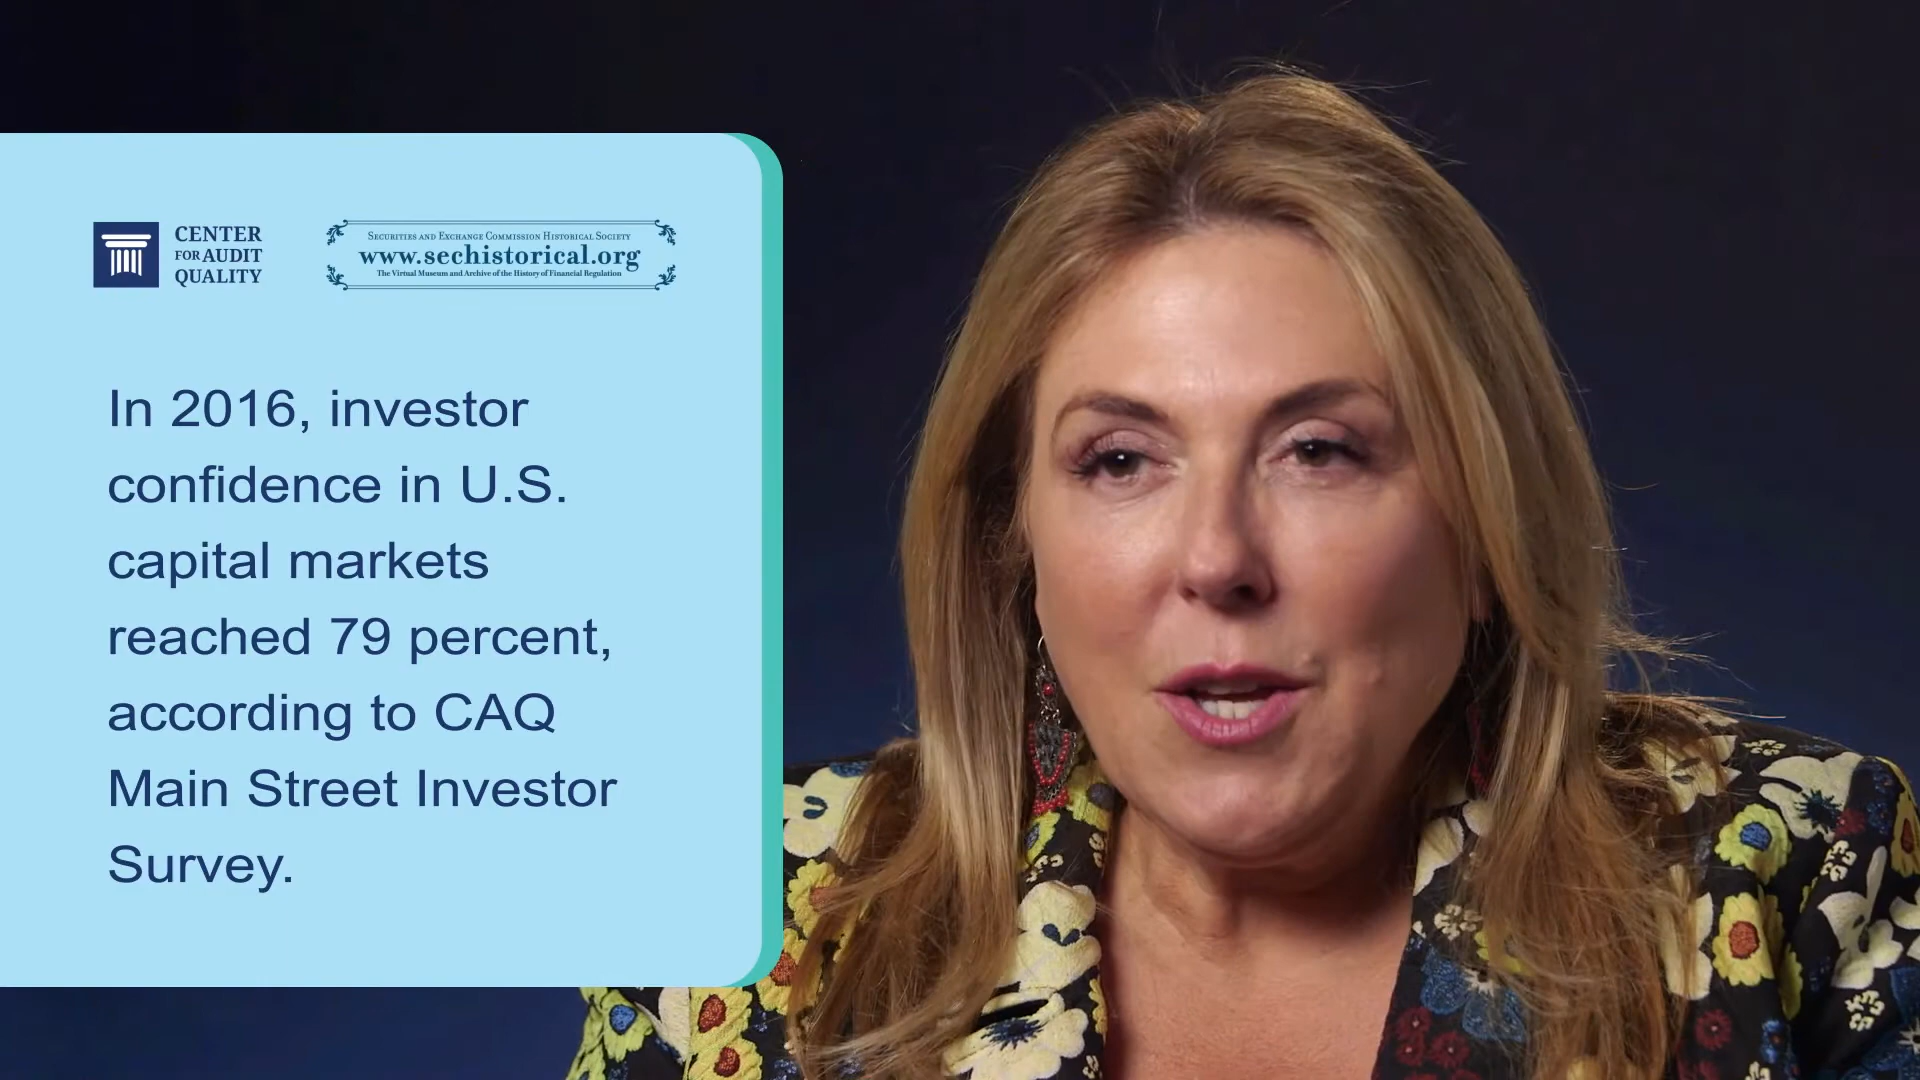 CENTER
FOR AUDIT
QUALITY
SECURITIES AND EXCHANGE COMMISSION HISTORICAL SOCIETY
www.sechistorical.org
The Virtual Museum and Archive of the History of Financial Regulation
In 2016, investor
confidence in U.S.
capital markets
reached 79 percent,
according to CAQ
Main Street Investor
Survey.